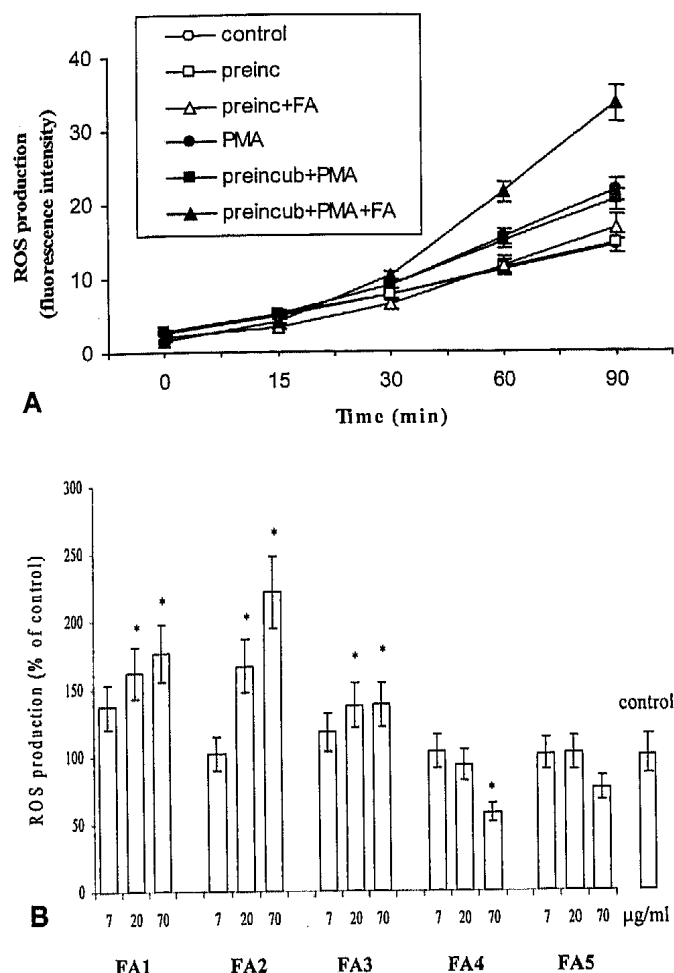 control
preinc
preinc+FA
PMA
preincub+PMA
preincub+PMA+FA
ROS production
(fluorescence intensity)
40
30
20
10
0
0 15 30 60 90
Time (min)
A
ROS production (% of control)
300
250
200
150
100
50
0
* * * * * * *
control
7 20 70 7 20 70 7 20 70 7 20 70 7 20 70 µg/ml
B
FA1 FA2 FA3 FA4 FA5